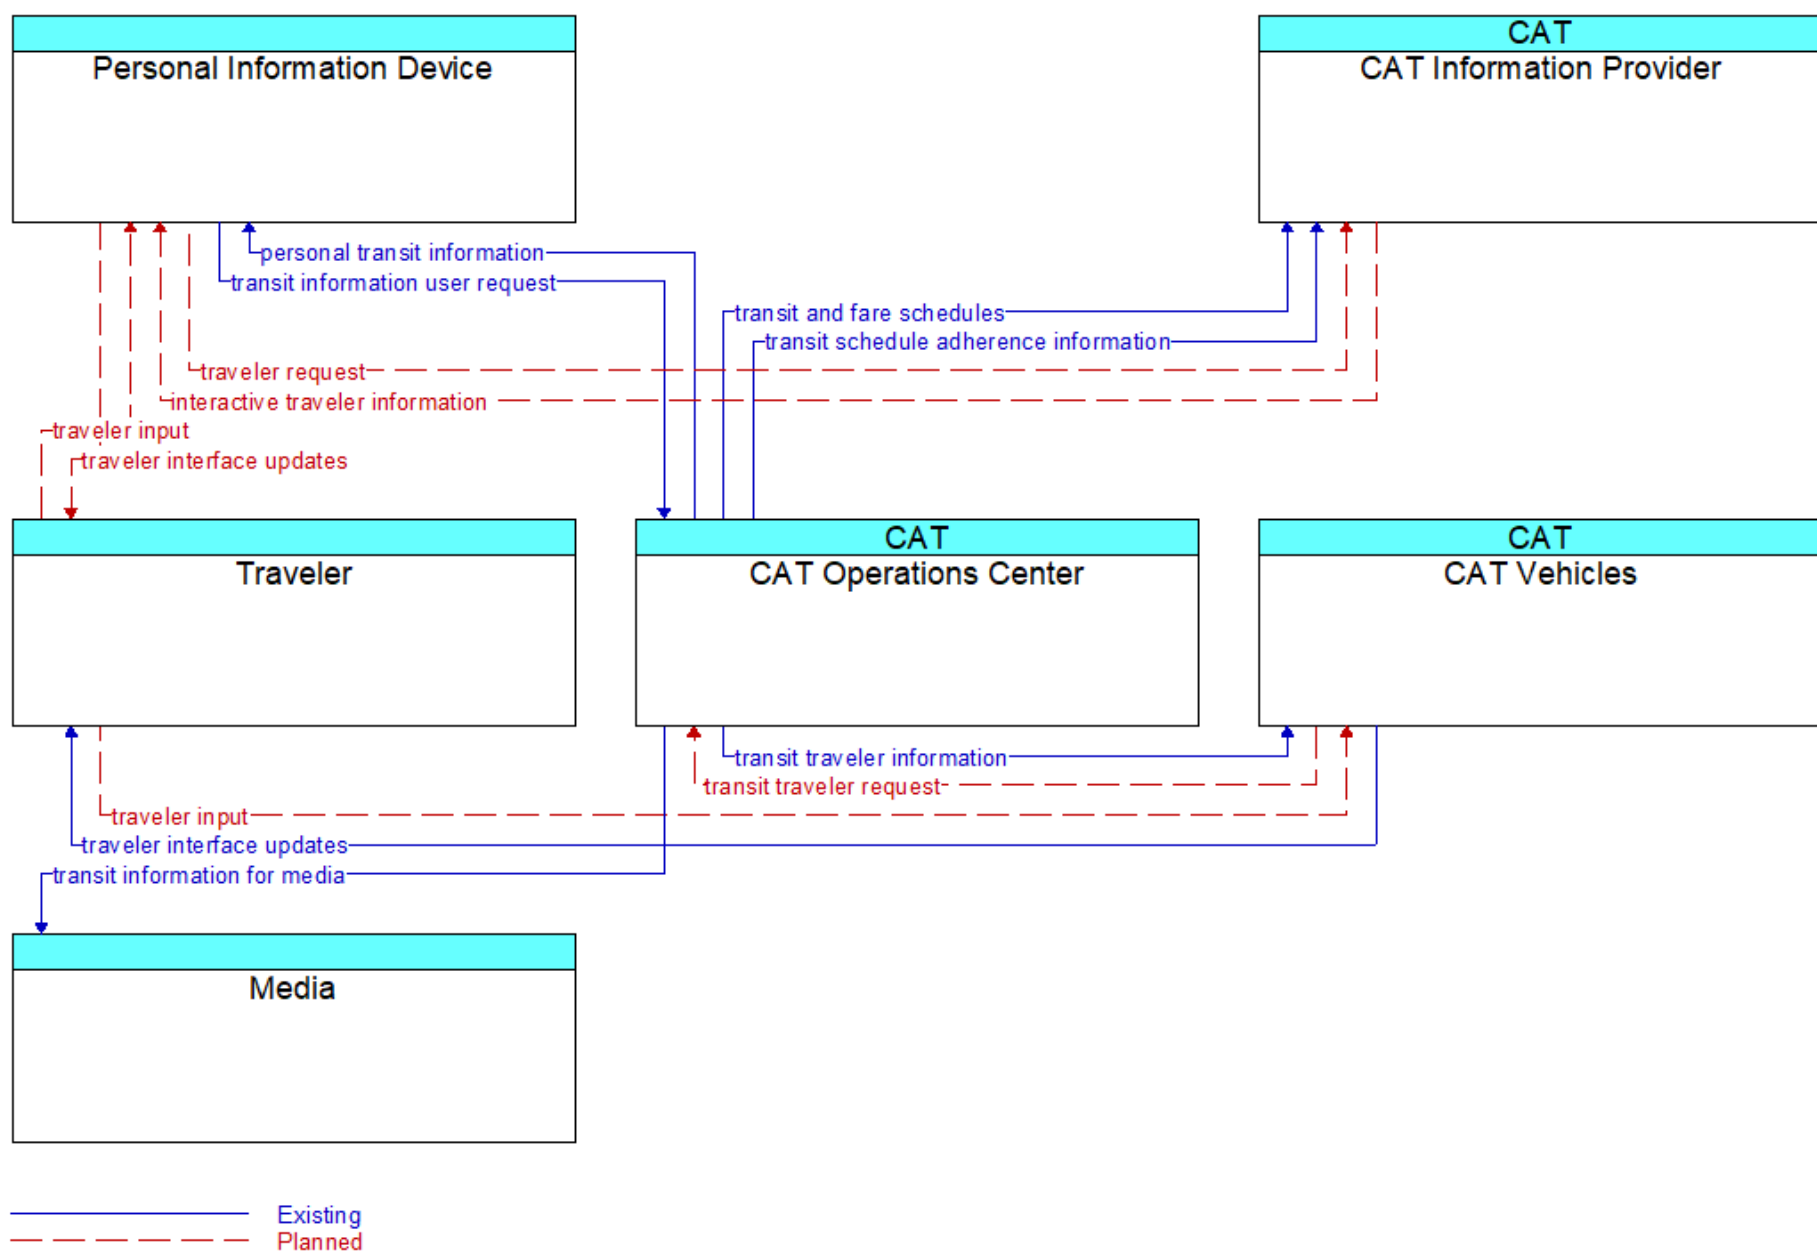 CAT
Personal Information Device
CAT Information Provider
personal transit information
transit information user request
transit and fare schedules
transit schedule adherence information
traveler request
interactive traveler information
traveler input
traveler interface updates
Traveler
CAT
CAT Operations Center
CAT
CAT Vehicles
transit traveler information
transit traveler request
traveler input
traveler interface updates
transit information for media
Media
Existing
Planned